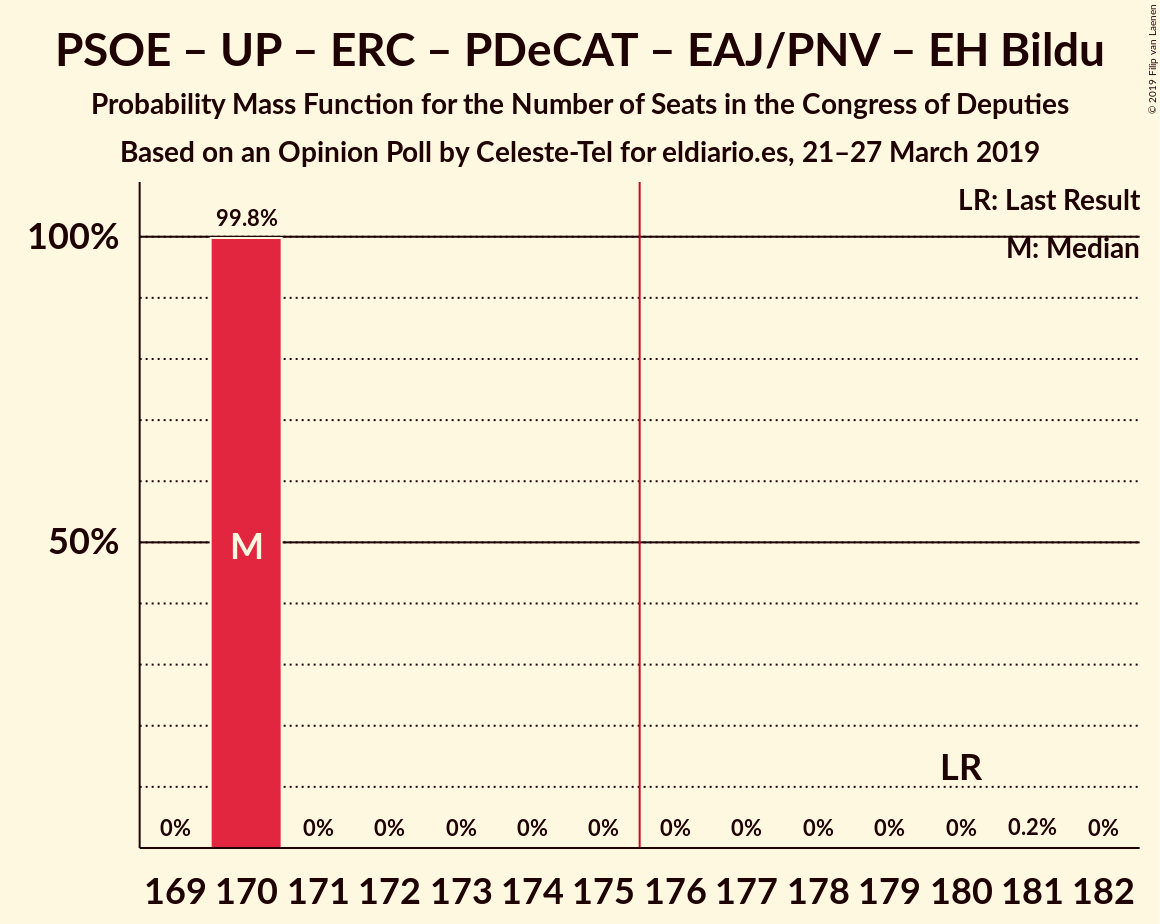 PSOE – UP – ERC – PDeCAT – EAJ/PNV – EH Bildu
Probability Mass Function for the Number of Seats in the Congress of Deputies
Based on an Opinion Poll by Celeste-Tel for eldiario.es, 21–27 March 2019
© 2019 Filip van Laenen
LR: Last Result
M: Median
99.8%
100%
50%
M
LR
0% 0% 0% 0% 0% 0% 0% 0% 0% 0% 0% 0.2% 0%
169 170 171 172 173 174 175 176 177 178 179 180 181 182